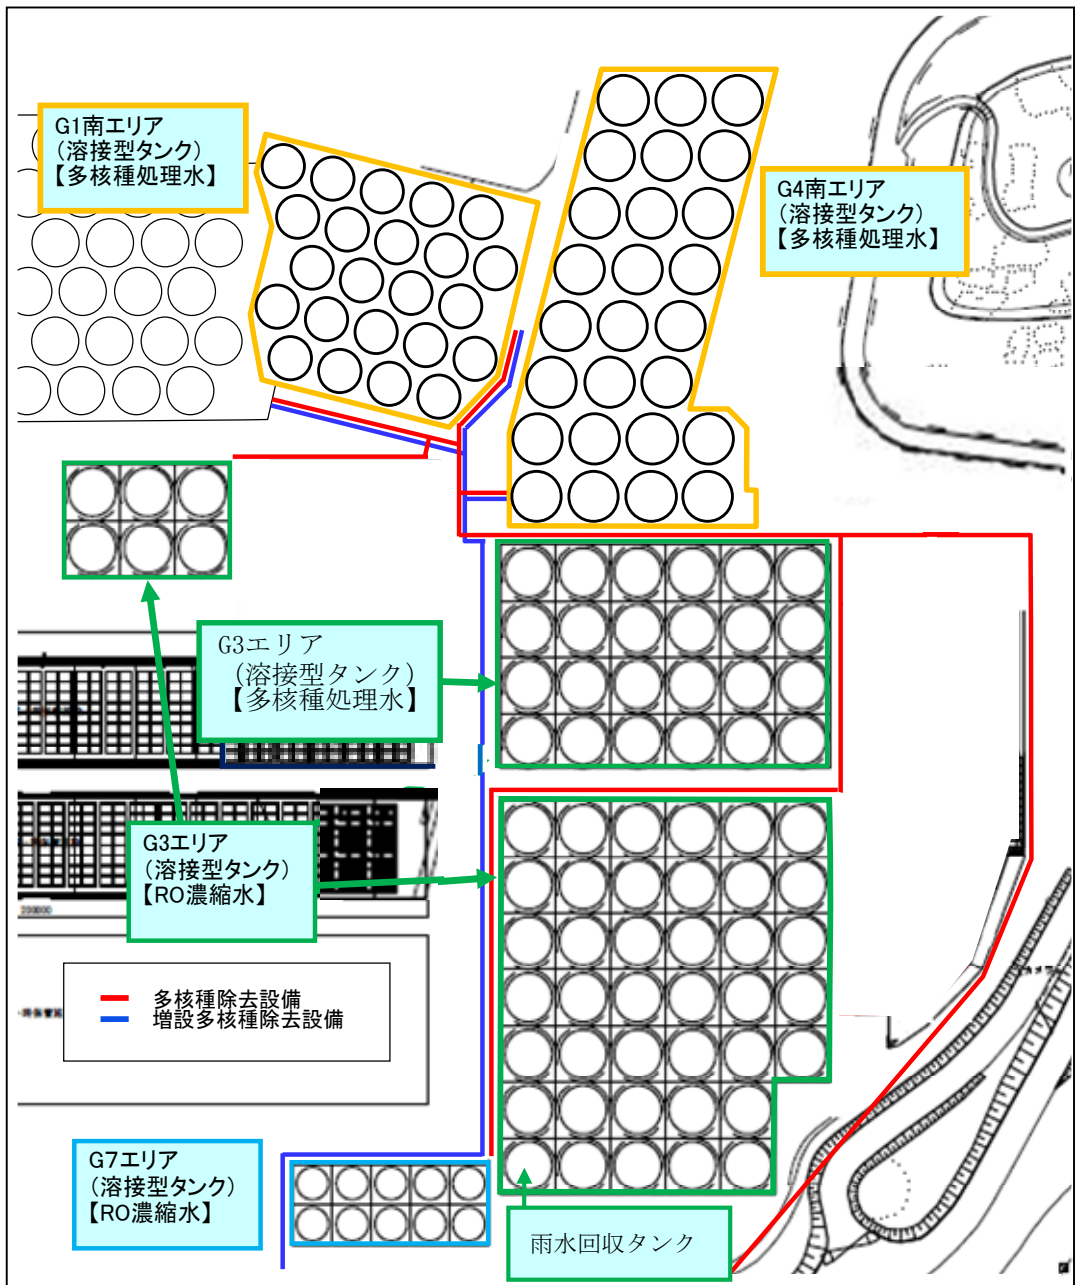 G1南エリア
(溶接型タンク)
【多核種処理水】
G4南エリア
(溶接型タンク)
【多核種処理水】
G3エリア
(溶接型タンク)
【多核種処理水】
G3エリア
(溶接型タンク)
【RO濃縮水】
多核種除去設備
増設多核種除去設備
G7エリア
(溶接型タンク)
【RO濃縮水】
雨水回収タンク